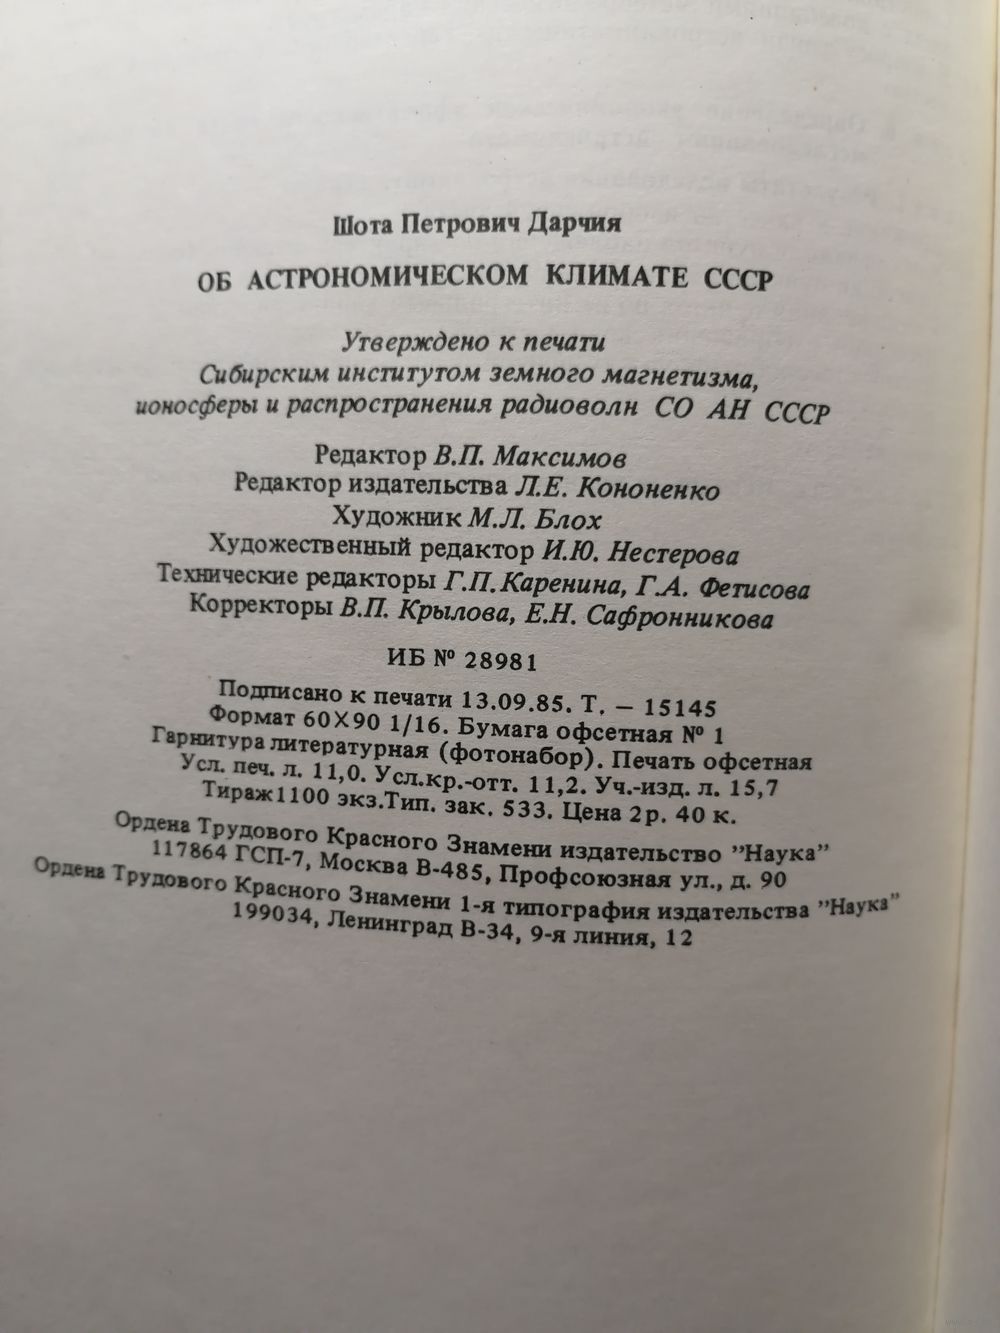 Шота Петрович Дарчия
ОБ АСТРОНОМИЧЕСКОМ КЛИМАТЕ СССР
Утверждено к печати
Сибирским институтом земного магнетизма,
ионосферы и распространения радиоволн СО АН СССР
Редактор В.П. Максимов
Редактор издательства Л.Е. Кононенко
Художник М.Л. Блох
Художественный редактор И.Ю. Нестерова
Технические редакторы Г.П.Каренина, Г.А. Фетисова
Корректоры В.П. Крылова, Е.Н. Сафронникова
ИБ № 28981
Подписано к печати 13.09.85. Т. – 15145
Формат 60X90 1/16. Бумага офсетная № 1
Гарнитура литературная (фотонабор). Печать офсетная
Усл. печ. л. 11,0. Усл.кр.-отт. 11,2. Уч.-изд. л. 15,7
Тираж1100 экз.Тип. зак. 533. Цена 2р. 40 к.
Ордена Трудового Красного Знамени издательство "Наука"
117864 ГСП-7, Москва В-485, Профсоюзная ул., д. 90
Ордена Трудового Красного Знамени 1-я типография издательства "Наука"
199034, Ленинград В-34, 9-я линия, 12